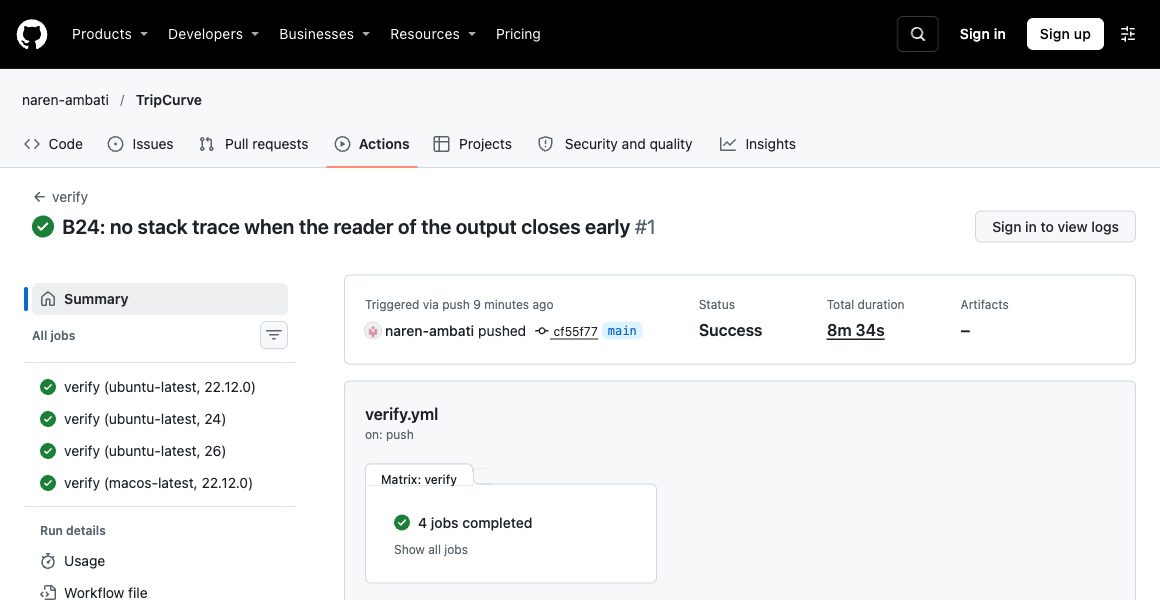 Products Developers Businesses Resources Pricing Sign in Sign up
naren-ambati / TripCurve
Code Issues Pull requests Actions Projects Security and quality Insights
verify
B24: no stack trace when the reader of the output closes early #1
Sign in to view logs
Summary
All jobs
verify (ubuntu-latest, 22.12.0)
verify (ubuntu-latest, 24)
verify (ubuntu-latest, 26)
verify (macos-latest, 22.12.0)
Run details
Usage
Workflow file
Triggered via push 9 minutes ago
naren-ambati pushed cf55f77 main
Status
Success
Total duration
8m 34s
Artifacts
–
verify.yml
on: push
Matrix: verify
4 jobs completed
Show all jobs